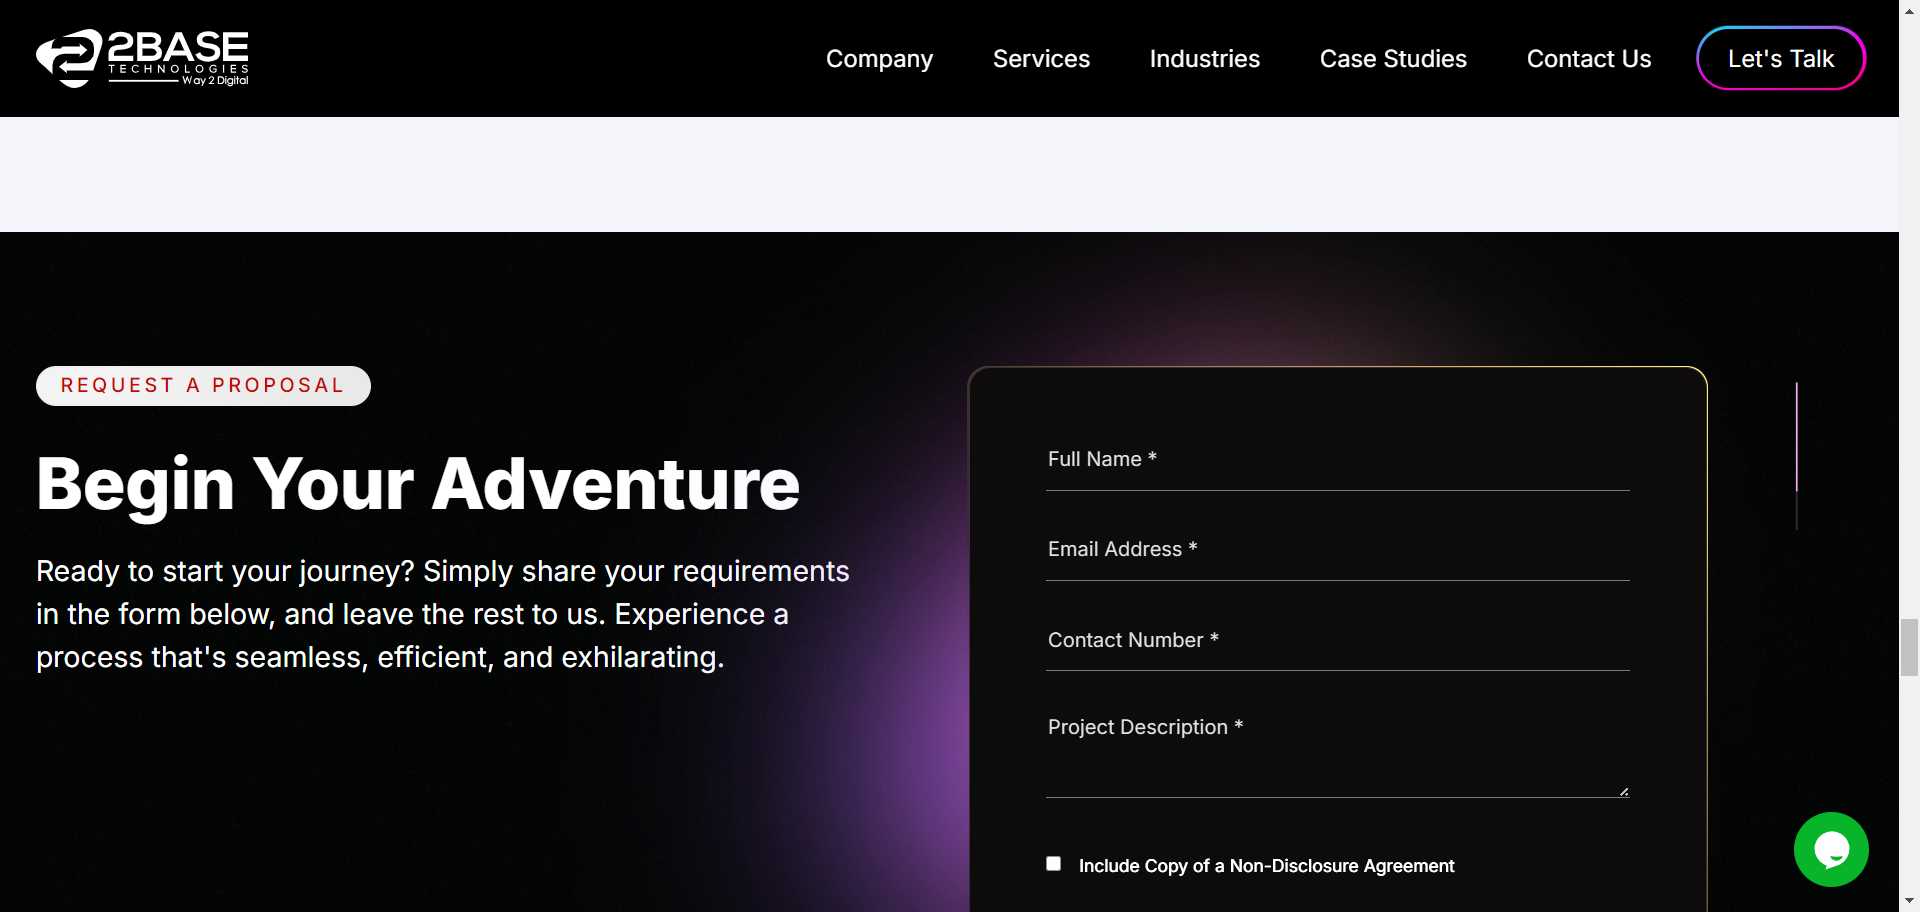 2BASE
TECHNOLOGIES
Way 2 Digital
Company
Services
Industries
Case Studies
Contact Us
Let's Talk
REQUEST A PROPOSAL
Begin Your Adventure
Ready to start your journey? Simply share your requirements
in the form below, and leave the rest to us. Experience a
process that's seamless, efficient, and exhilarating.
Full Name *
Email Address *
Contact Number *
Project Description *
Include Copy of a Non-Disclosure Agreement